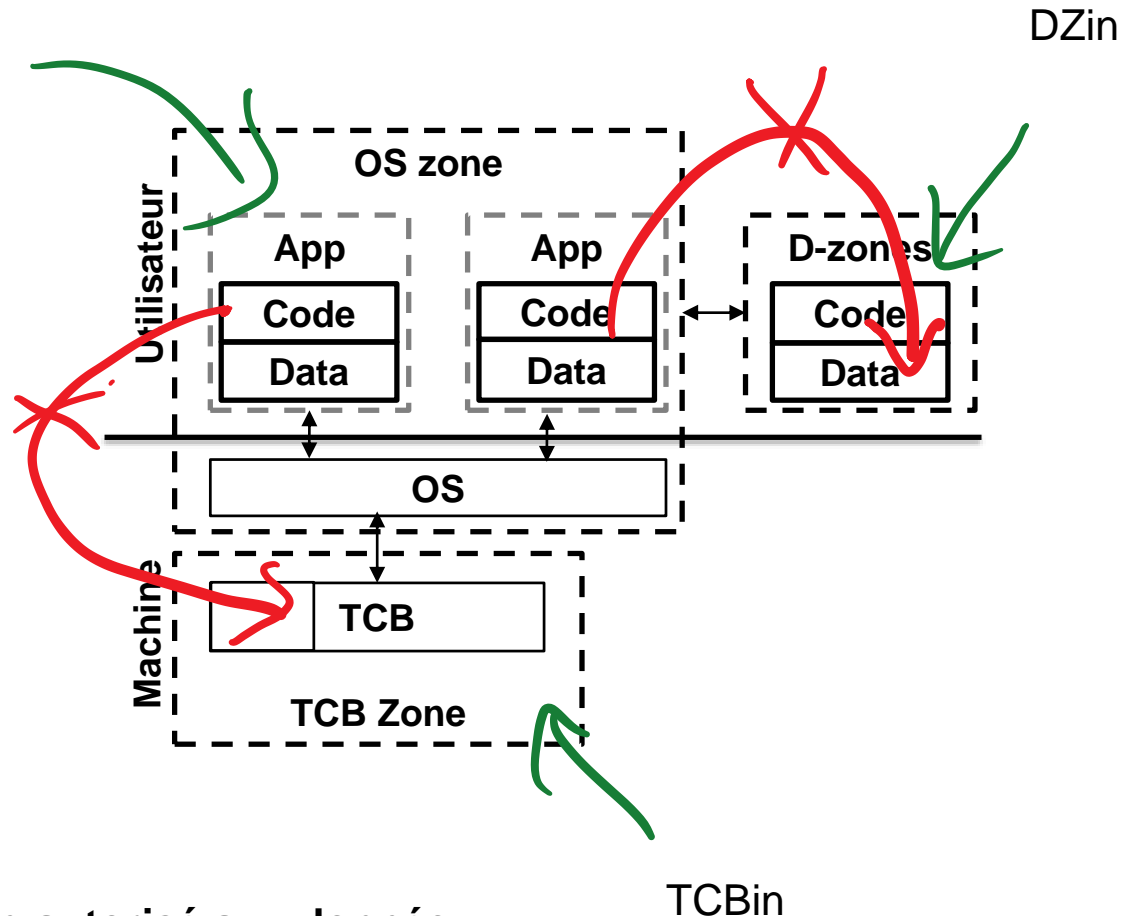 DZin
OS zone
Utilisateur
App
App
D-zones
Code
Code
Code
Data
Data
Data
OS
Machine
TCB
TCB Zone
TCBin